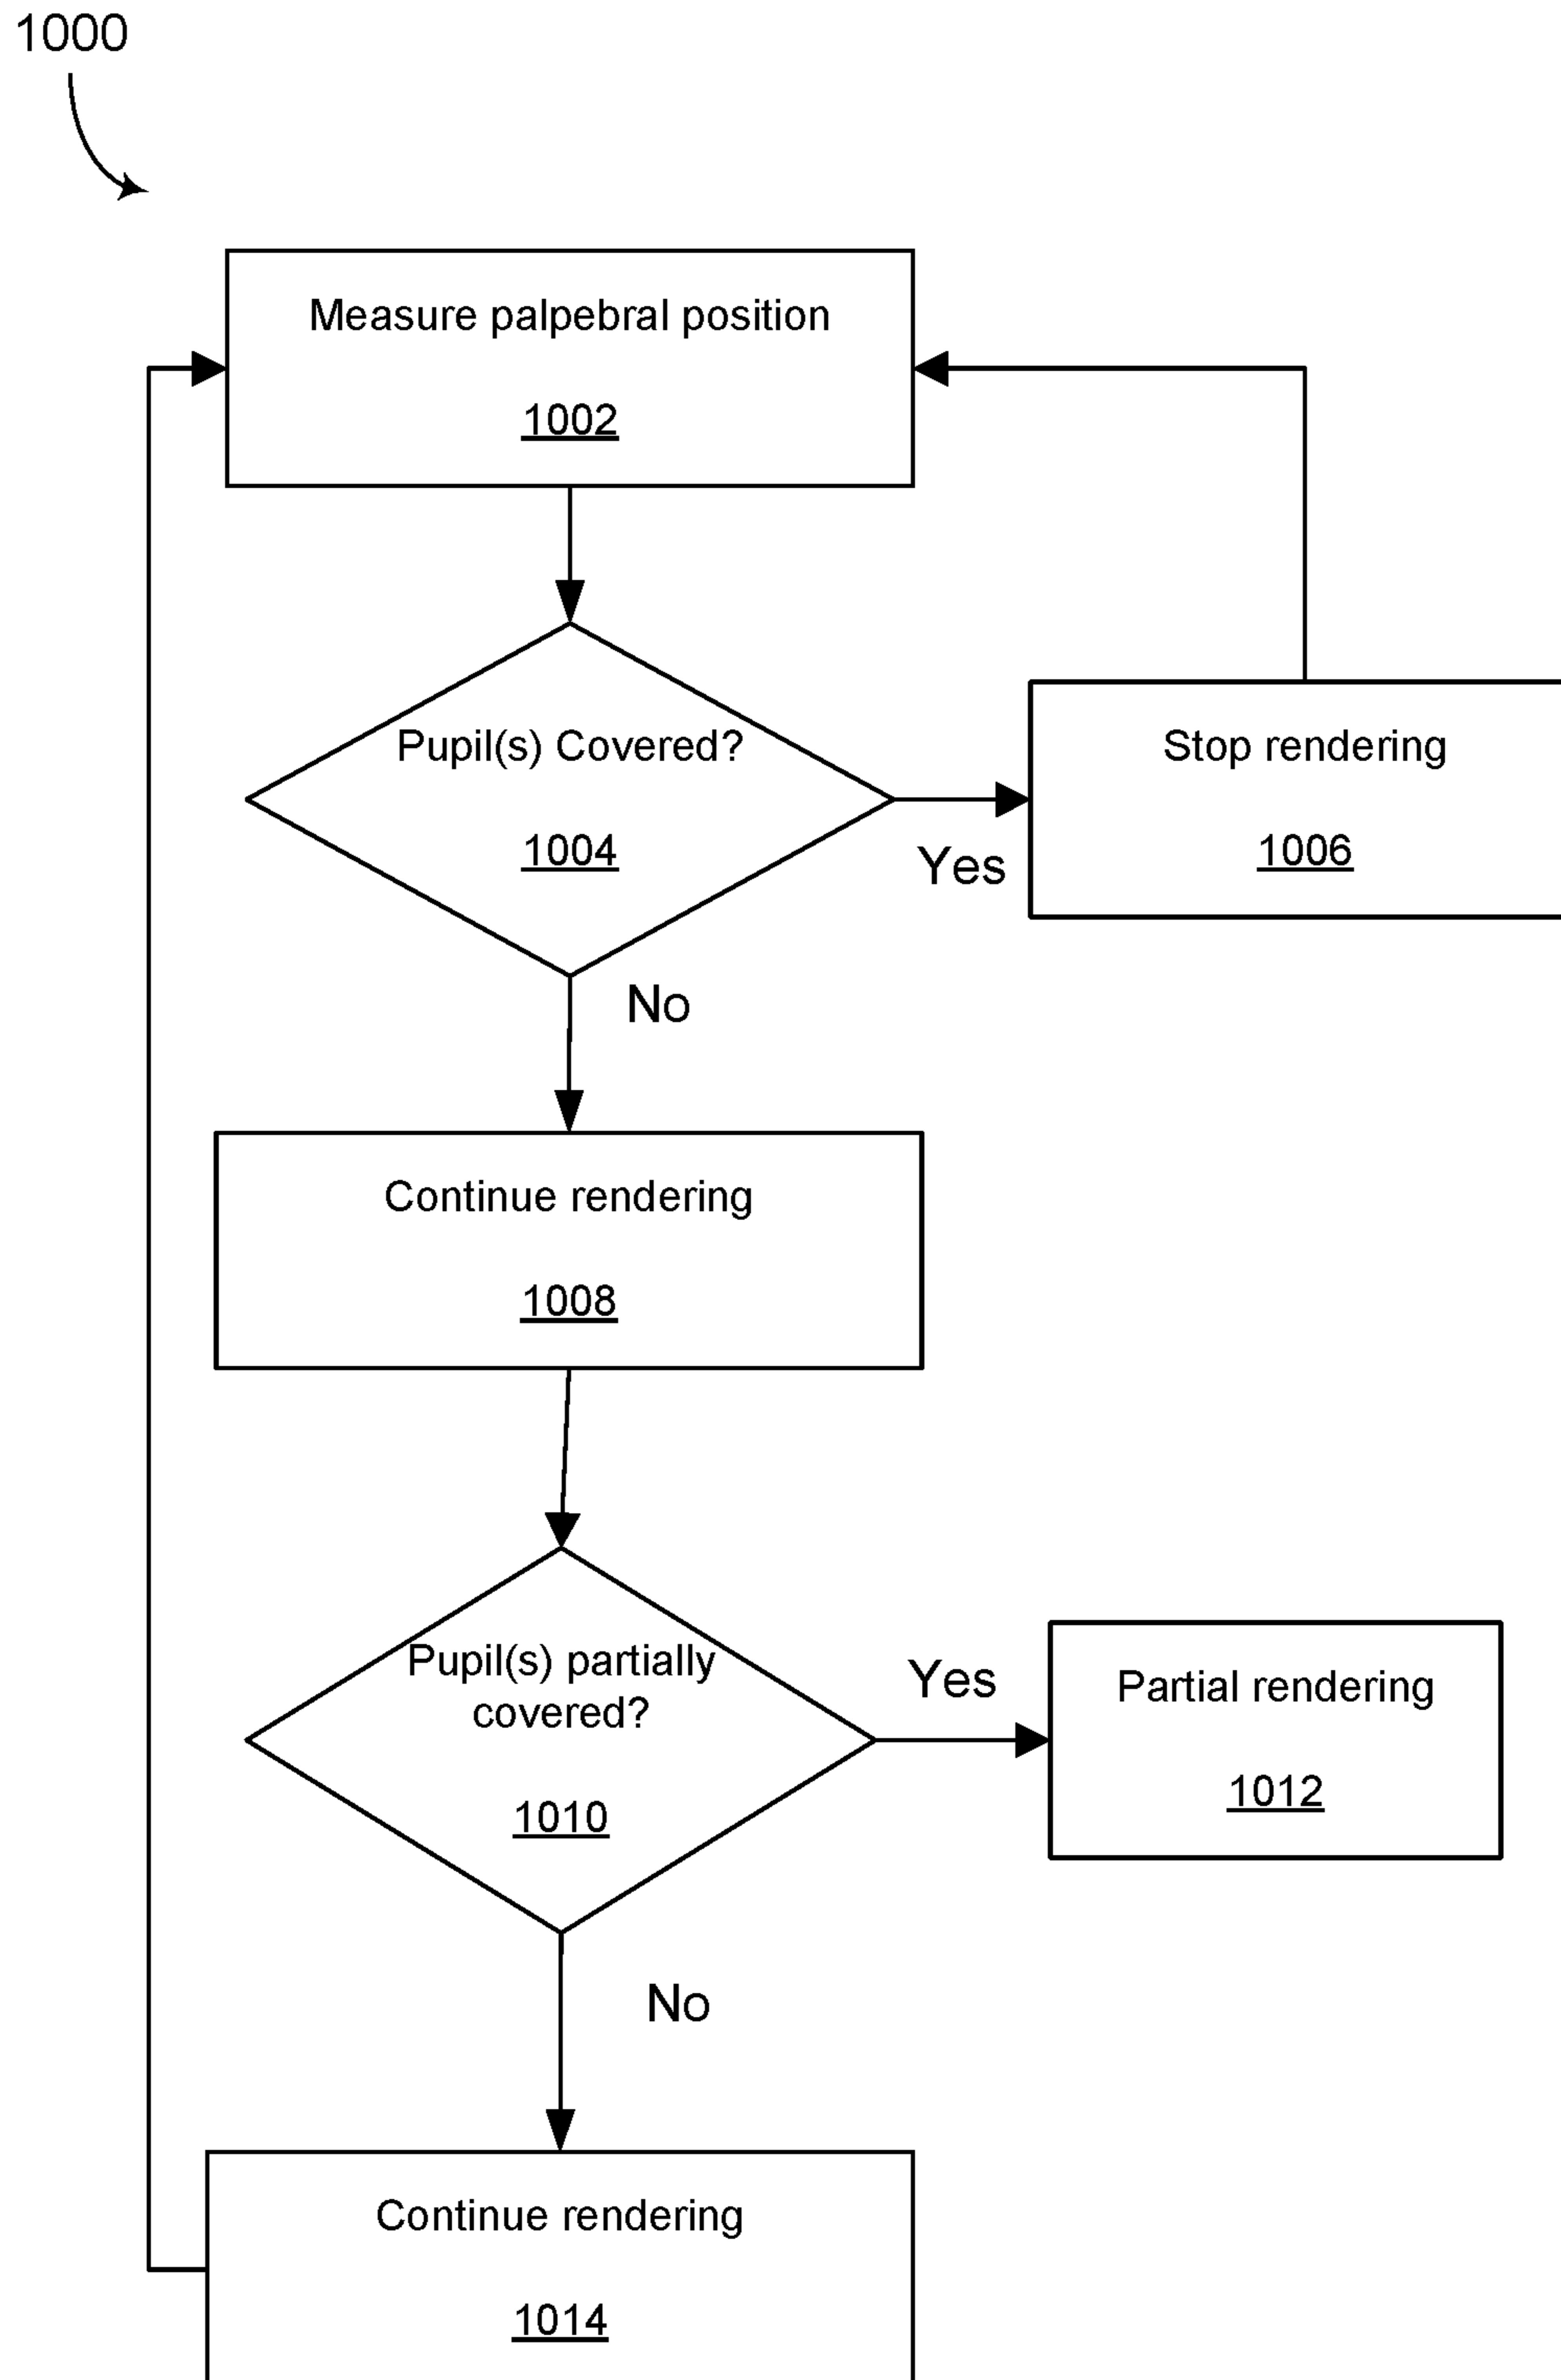 1000
Measure palpebral position
1002
Pupil(s) Covered?
1004
Yes
Stop rendering
1006
No
Continue rendering
1008
Pupil(s) partially
covered?
1010
Yes
Partial rendering
1012
No
Continue rendering
1014